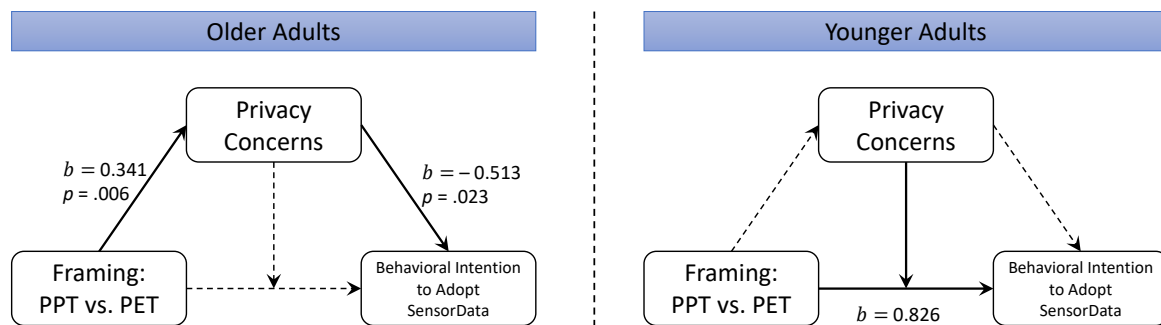 Older Adults
Privacy
Concerns
b = 0.341
p = .006
b = – 0.513
p = .023
Framing:
PPT vs. PET
Behavioral Intention
to Adopt
SensorData
Younger Adults
Privacy
Concerns
Framing:
PPT vs. PET
b = 0.826
Behavioral Intention
to Adopt
SensorData